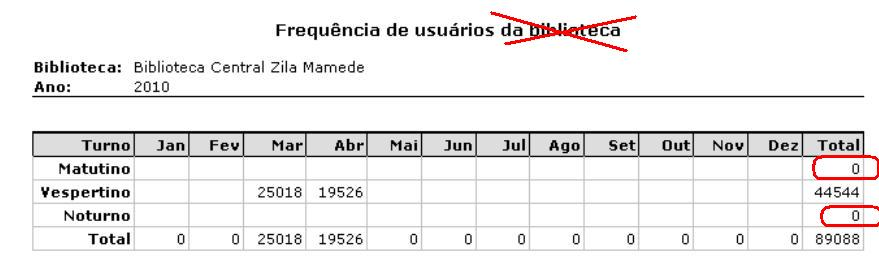 Frequência de usuários da biblioteca
Biblioteca: Biblioteca Central Zila Mamede
Ano: 2010
Turno Jan Fev Mar Abr Mai Jun Jul Ago Set Out Nov Dez Total
Matutino 0
Vespertino 25018 19526 44544
Noturno 0
Total 0 0 25018 19526 0 0 0 0 0 0 0 0 89088